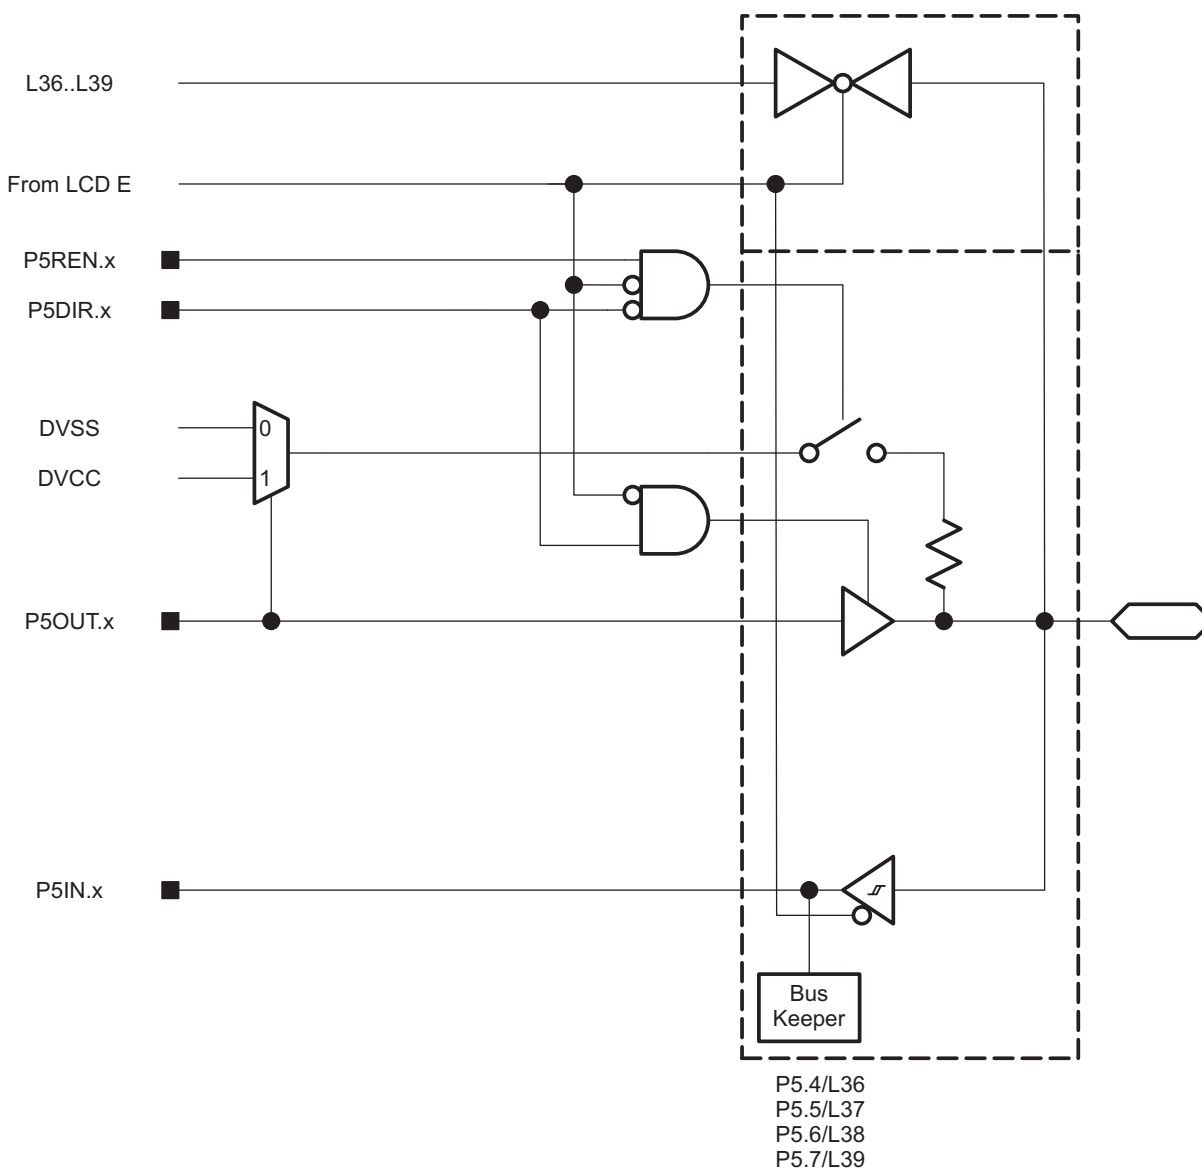 L36..L39
From LCD E
P5REN.x
P5DIR.x
DVSS
0
DVCC
1
P5OUT.x
P5IN.x
Bus
Keeper
P5.4/L36
P5.5/L37
P5.6/L38
P5.7/L39